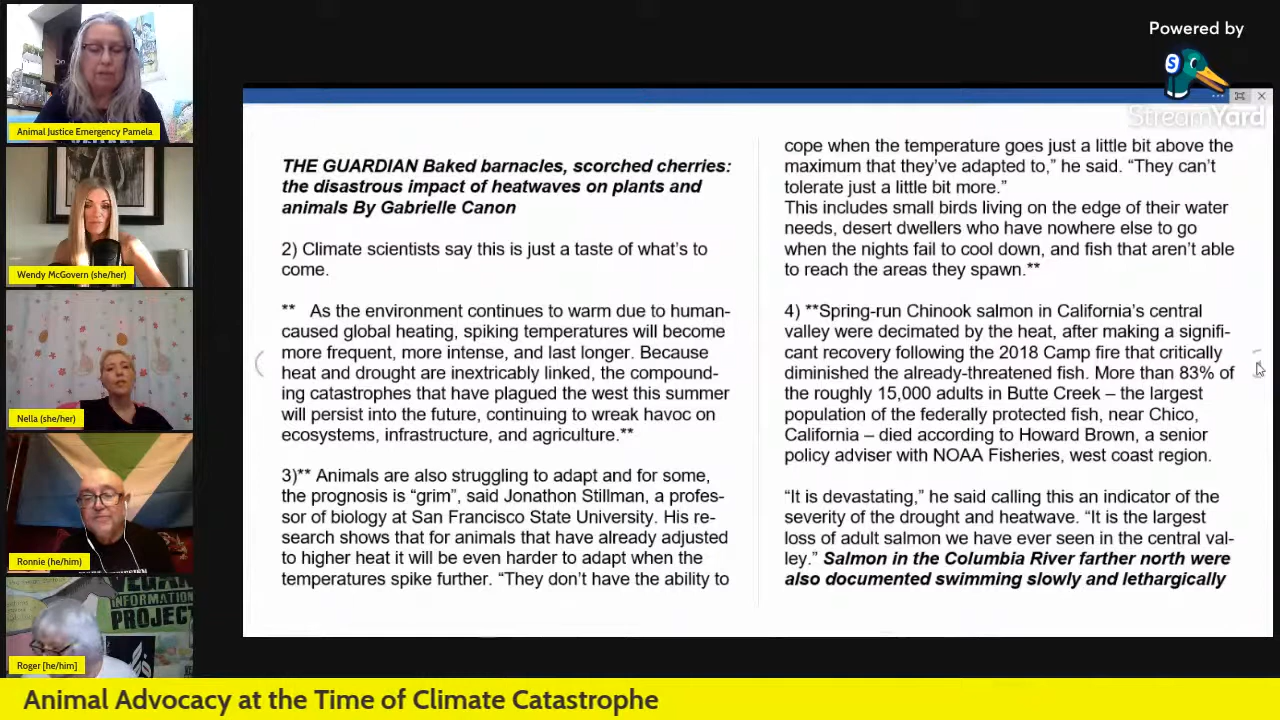 Powered by
S
StreamYard
Animal Justice Emergency Pamela
Wendy McGovern (she/her)
Nella (she/her)
Ronnie (he/him)
INFORMATION
PROJECT
Roger [he/him]
THE GUARDIAN Baked barnacles, scorched cherries:
the disastrous impact of heatwaves on plants and
animals By Gabrielle Canon
2) Climate scientists say this is just a taste of what's to
come.
** As the environment continues to warm due to human-
caused global heating, spiking temperatures will become
more frequent, more intense, and last longer. Because
heat and drought are inextricably linked, the compound-
ing catastrophes that have plagued the west this summer
will persist into the future, continuing to wreak havoc on
ecosystems, infrastructure, and agriculture.**
3)** Animals are also struggling to adapt and for some,
the prognosis is “grim”, said Jonathon Stillman, a profes-
sor of biology at San Francisco State University. His re-
search shows that for animals that have already adjusted
to higher heat it will be even harder to adapt when the
temperatures spike further. “They don't have the ability to
cope when the temperature goes just a little bit above the
maximum that they've adapted to,” he said. “They can't
tolerate just a little bit more.”
This includes small birds living on the edge of their water
needs, desert dwellers who have nowhere else to go
when the nights fail to cool down, and fish that aren't able
to reach the areas they spawn.**
4) **Spring-run Chinook salmon in California's central
valley were decimated by the heat, after making a signifi-
cant recovery following the 2018 Camp fire that critically
diminished the already-threatened fish. More than 83% of
the roughly 15,000 adults in Butte Creek – the largest
population of the federally protected fish, near Chico,
California – died according to Howard Brown, a senior
policy adviser with NOAA Fisheries, west coast region.
“It is devastating,” he said calling this an indicator of the
severity of the drought and heatwave. “It is the largest
loss of adult salmon we have ever seen in the central val-
ley.” Salmon in the Columbia River farther north were
also documented swimming slowly and lethargically
Animal Advocacy at the Time of Climate Catastrophe